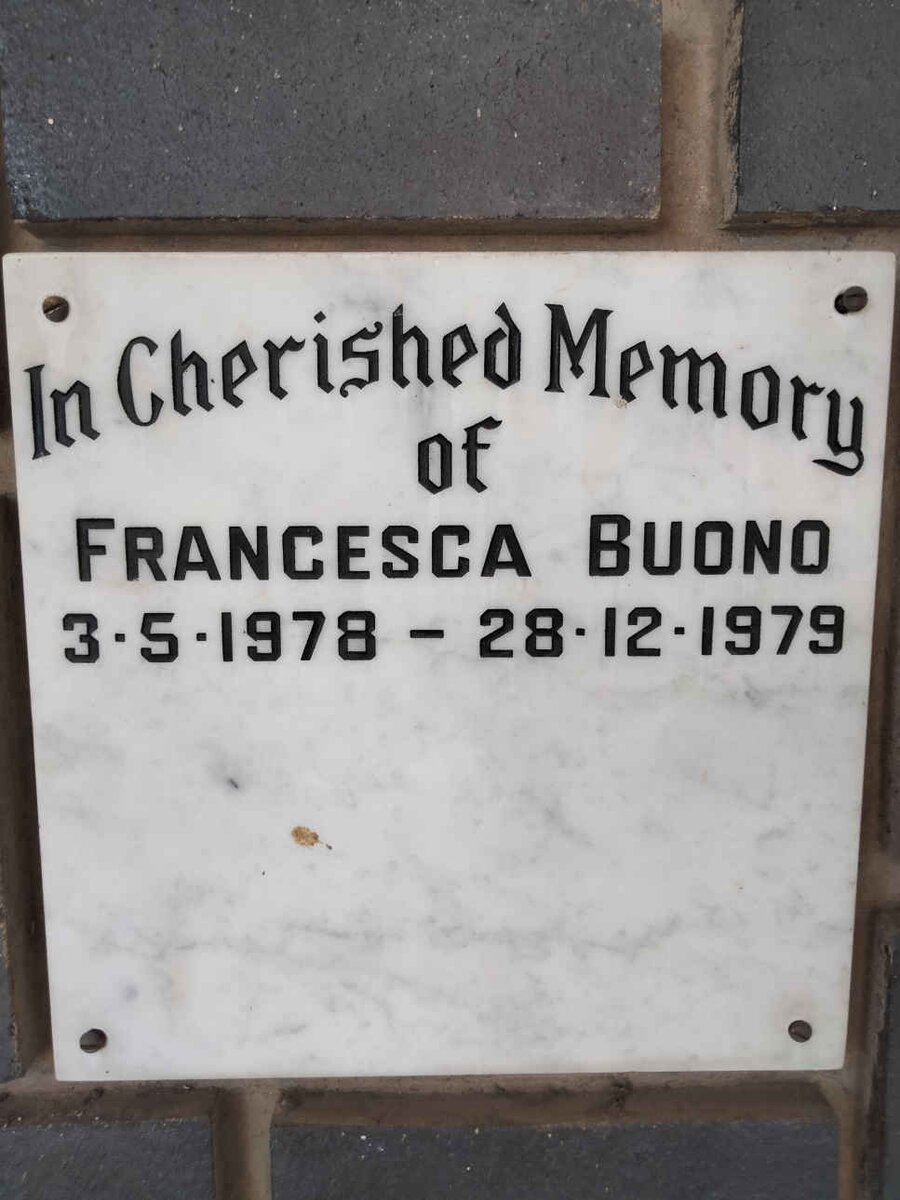 In Cherished Memory
of
FRANCESCA BUONO
3·5·1978 – 28·12·1979